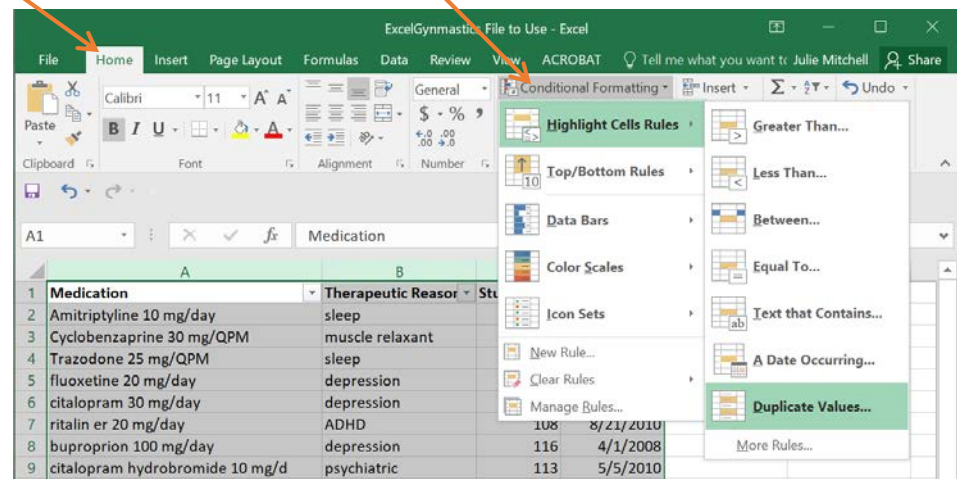 ExcelGynmastics File to Use - Excel
File Home Insert Page Layout Formulas Data Review View ACROBAT Tell me what you want to Julie Mitchell Share
Calibri 11 A A General Conditional Formatting Insert Σ Undo
Paste B I U A $ % ,
Clipboard Font Alignment Number
Highlight Cells Rules
Top/Bottom Rules
Data Bars
Color Scales
Icon Sets
New Rule...
Clear Rules
Manage Rules...
Greater Than...
Less Than...
Between...
Equal To...
Text that Contains...
A Date Occurring...
Duplicate Values...
More Rules...
A1 fx Medication
A B
1 Medication Therapeutic Reason Stu
2 Amitriptyline 10 mg/day sleep
3 Cyclobenzaprine 30 mg/QPM muscle relaxant
4 Trazodone 25 mg/QPM sleep
5 fluoxetine 20 mg/day depression
6 citalopram 30 mg/day depression
7 ritalin er 20 mg/day ADHD 108 8/21/2010
8 buproprion 100 mg/day depression 116 4/1/2008
9 citalopram hydrobromide 10 mg/d psychiatric 113 5/5/2010